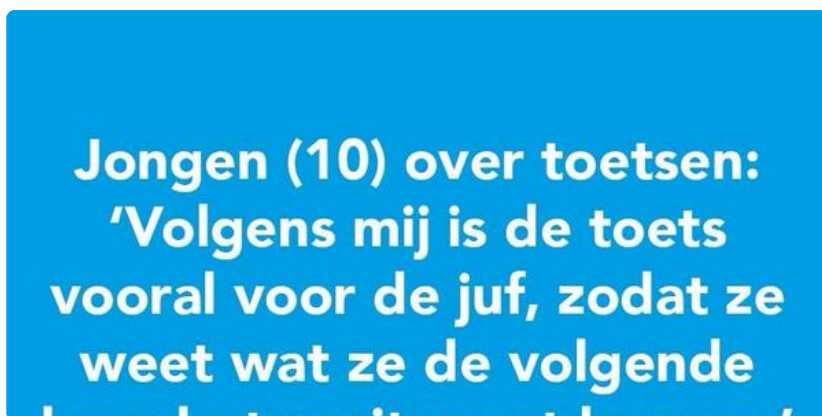 Jongen (10) over toetsen:
‘Volgens mij is de toets
vooral voor de juf, zodat ze
weet wat ze de volgende